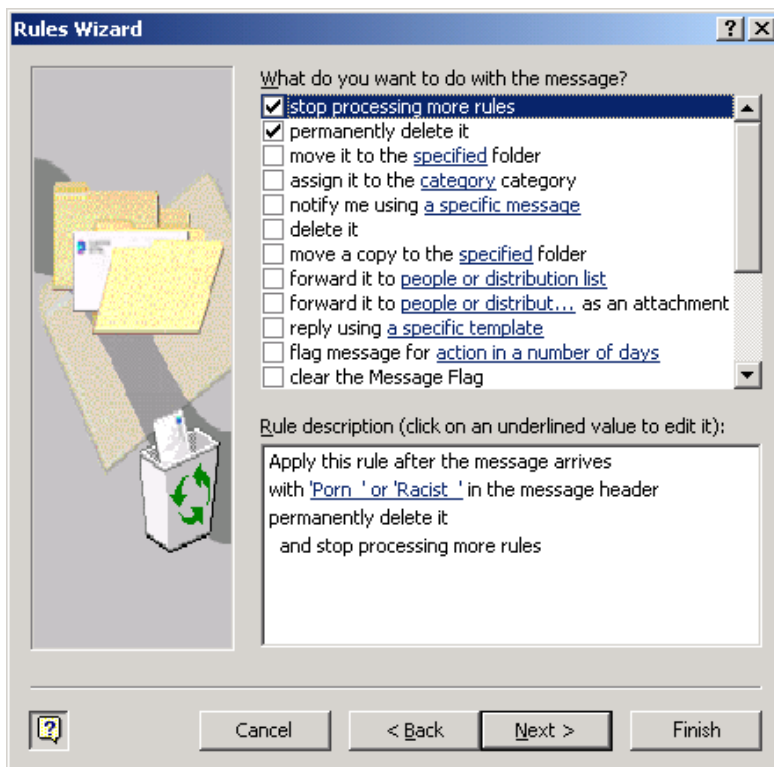 Rules Wizard
What do you want to do with the message?
stop processing more rules
permanently delete it
move it to the specified folder
assign it to the category category
notify me using a specific message
delete it
move a copy to the specified folder
forward it to people or distribution list
forward it to people or distribut... as an attachment
reply using a specific template
flag message for action in a number of days
clear the Message Flag
Rule description (click on an underlined value to edit it):
Apply this rule after the message arrives
with 'Porn_' or 'Racist_' in the message header
permanently delete it
and stop processing more rules
Cancel
< Back
Next >
Finish